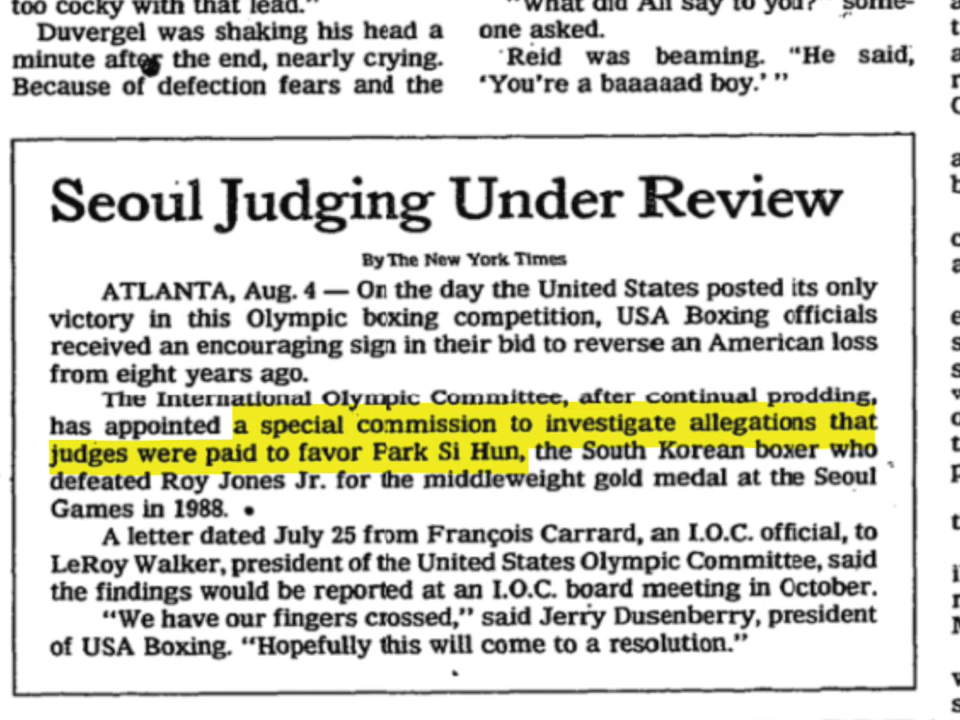 too cocky with that lead."
Duvergel was shaking his head a
minute after the end, nearly crying.
Because of defection fears and the
"What did Ali say to you?" some-
one asked.
Reid was beaming. "He said,
'You're a baaaaad boy.' "
Seoul Judging Under Review
By The New York Times
ATLANTA, Aug. 4 — On the day the United States posted its only
victory in this Olympic boxing competition, USA Boxing officials
received an encouraging sign in their bid to reverse an American loss
from eight years ago.
The International Olympic Committee, after continual prodding,
has appointed a special commission to investigate allegations that
judges were paid to favor Park Si Hun, the South Korean boxer who
defeated Roy Jones Jr. for the middleweight gold medal at the Seoul
Games in 1988.
A letter dated July 25 from François Carrard, an I.O.C. official, to
LeRoy Walker, president of the United States Olympic Committee, said
the findings would be reported at an I.O.C. board meeting in October.
"We have our fingers crossed," said Jerry Dusenberry, president
of USA Boxing. "Hopefully this will come to a resolution."